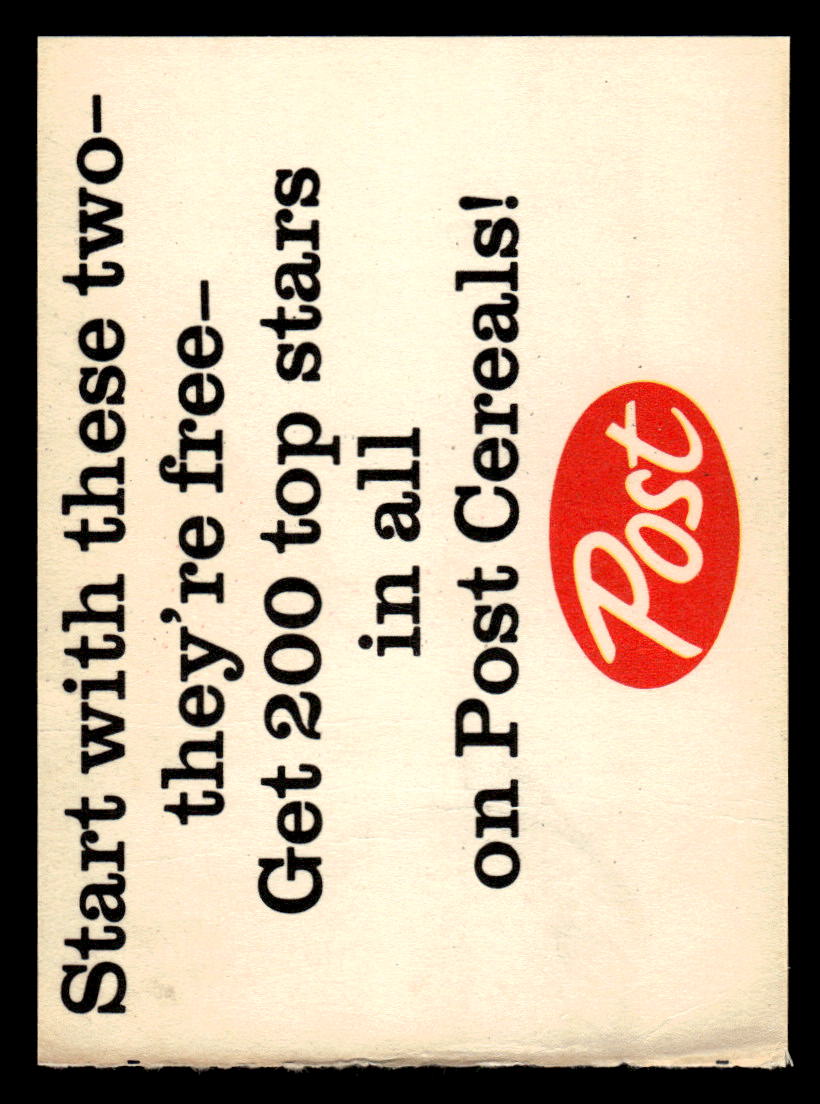 Start with these two–
they're free–
Get 200 top stars
in all
on Post Cereals!
Post